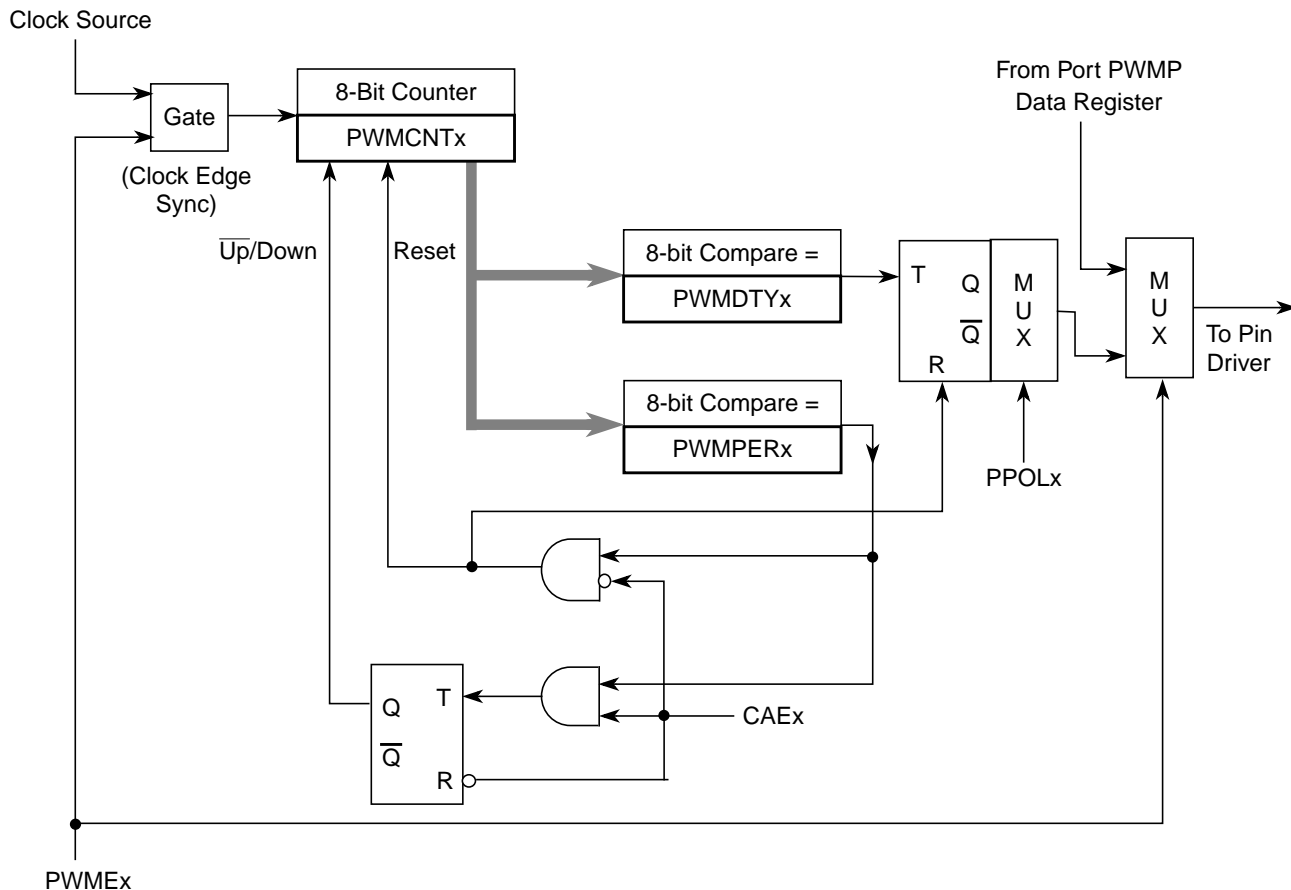 Clock Source
8-Bit Counter
PWMCNTx
Gate
(Clock Edge
Sync)
From Port PWMP
Data Register
U̅p̅/Down
Reset
8-bit Compare =
PWMDTYx
T
Q
Q̅
R
M
U
X
M
U
X
To Pin
Driver
8-bit Compare =
PWMPERx
PPOLx
Q
T
Q̅
R
CAEx
PWMEx